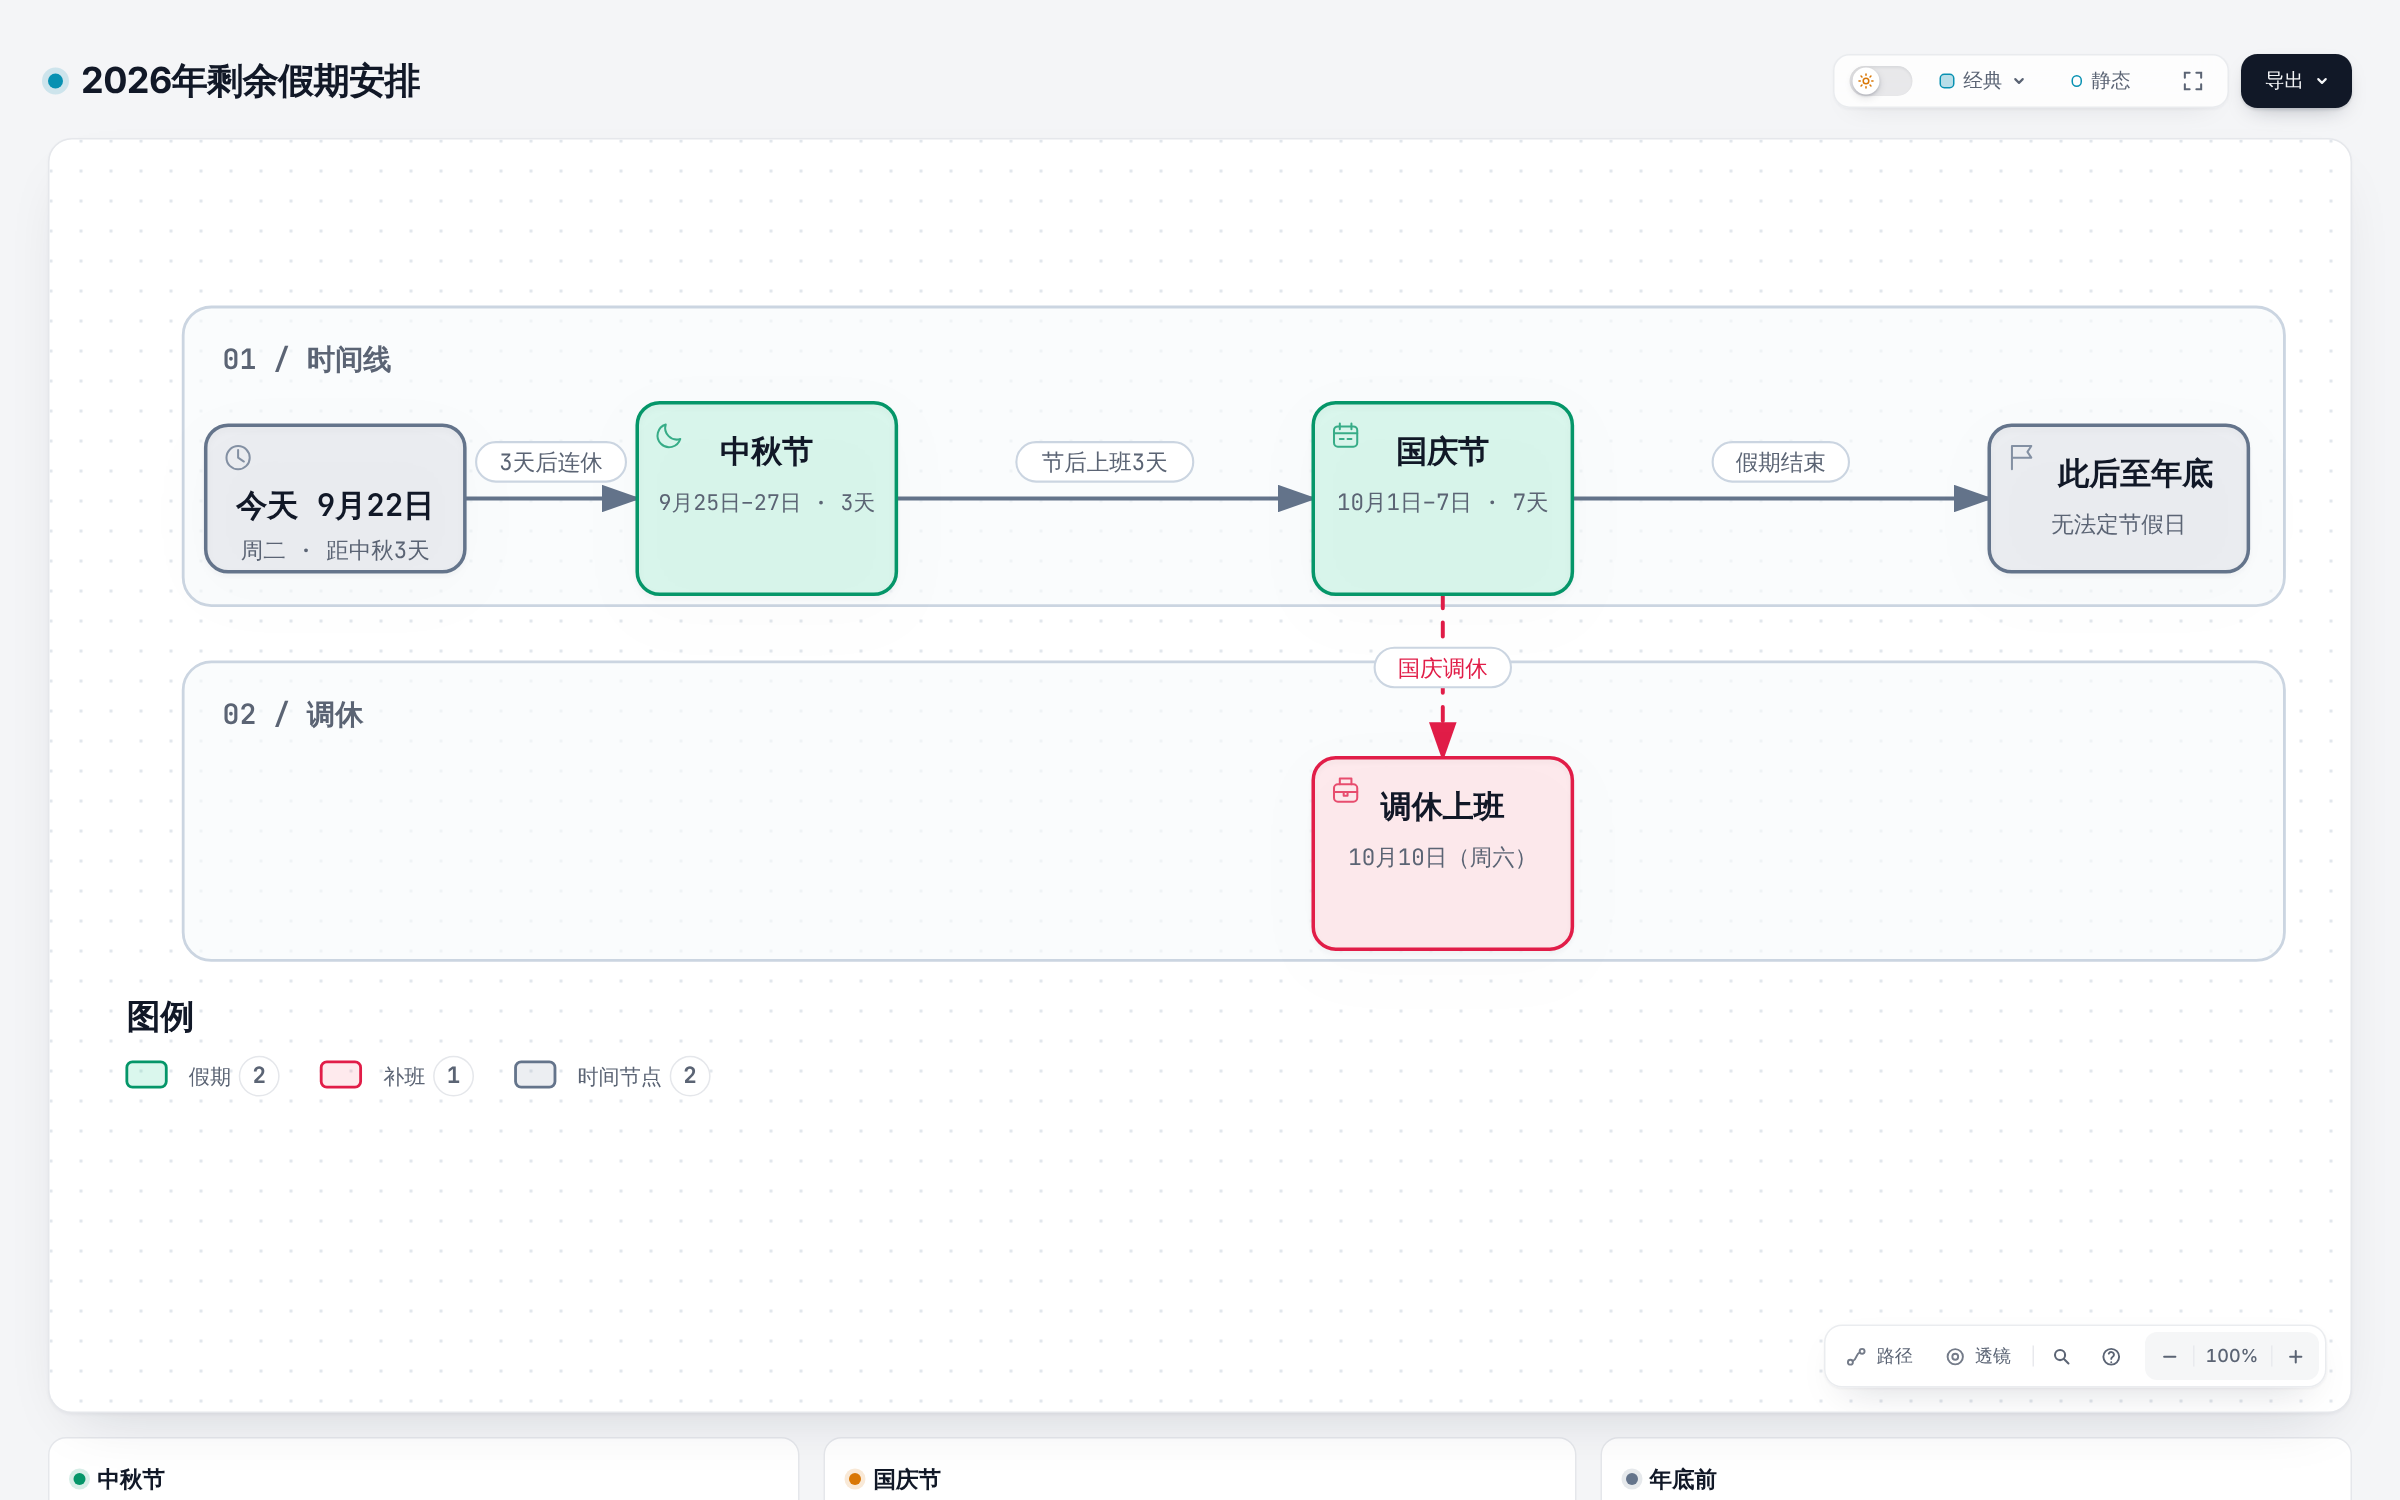 2026年剩余假期安排
经典
静态
导出
01 / 时间线
今天 9月22日
周二 · 距中秋3天
3天后连休
中秋节
9月25日–27日 · 3天
节后上班3天
国庆节
10月1日–7日 · 7天
假期结束
此后至年底
无法定节假日
国庆调休
02 / 调休
调休上班
10月10日（周六）
图例
假期 2
补班 1
时间节点 2
路径
透镜
100%
中秋节
国庆节
年底前